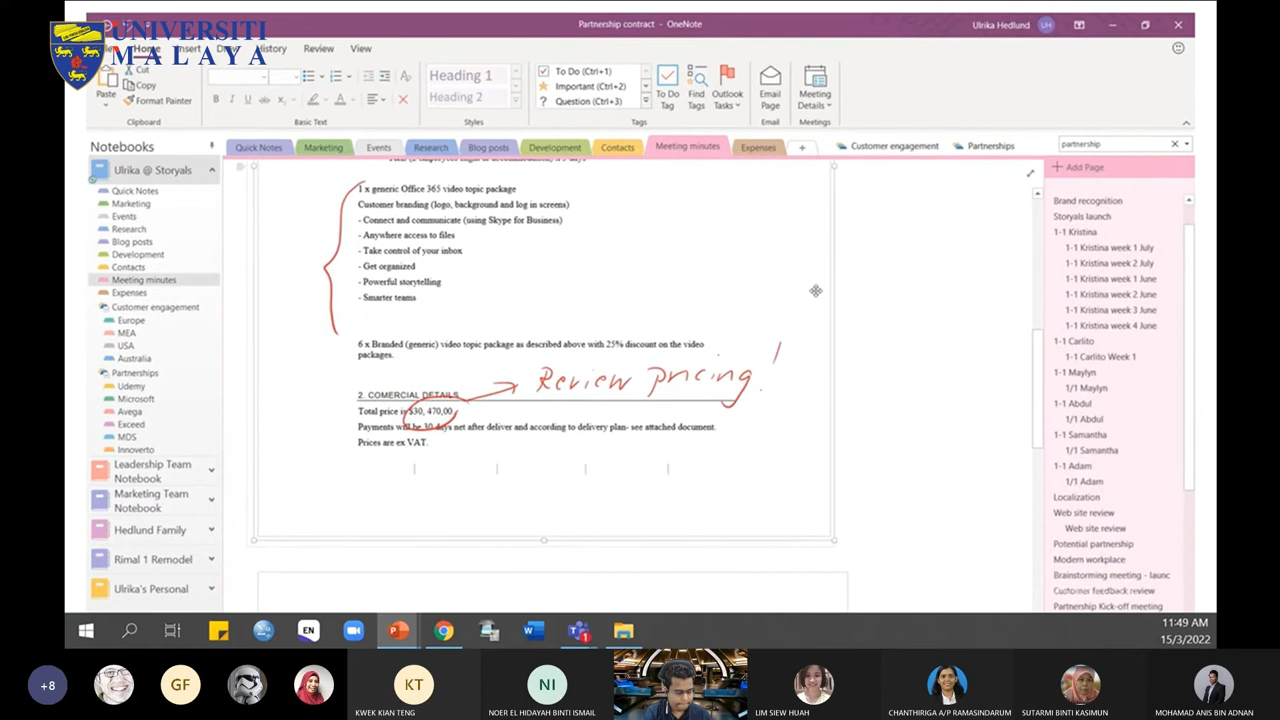 UNIVERSITI
MALAYA
Partnership contract - OneNote
Ulrika Hedlund
UH
Home
Insert
History
Review
View
Paste
Cut
Copy
Format Painter
Clipboard
B I U
Basic Text
Heading 1
Heading 2
Styles
To Do (Ctrl+1)
Important (Ctrl+2)
Question (Ctrl+3)
To Do
Tag
Find
Tags
Outlook
Tasks
Tags
Email
Page
Email
Meeting
Details
Meetings
Notebooks
Quick Notes
Marketing
Events
Research
Blog posts
Development
Contacts
Meeting minutes
Expenses
Customer engagement
Partnerships
partnership
Ulrika @ Storyals
Quick Notes
Marketing
Events
Research
Blog posts
Development
Contacts
Meeting minutes
Expenses
Customer engagement
Europe
MEA
USA
Australia
Partnerships
Udemy
Microsoft
Avega
Exceed
MDS
Innoverto
Leadership Team
Notebook
Marketing Team
Notebook
Hedlund Family
Rimal 1 Remodel
Ulrika's Personal
1 x generic Office 365 video topic package
Customer branding (logo, background and log in screens)
- Connect and communicate (using Skype for Business)
- Anywhere access to files
- Take control of your inbox
- Get organized
- Powerful storytelling
- Smarter teams
6 x Branded (generic) video topic package as described above with 25% discount on the video
packages.
Review pricing!
2. COMERCIAL DETAILS
Total price is $30, 470,00
Payments will be 30 days net after deliver and according to delivery plan- see attached document.
Prices are ex VAT.
Add Page
Brand recognition
Storyals launch
1-1 Kristina
1-1 Kristina week 1 July
1-1 Kristina week 2 July
1-1 Kristina week 1 June
1-1 Kristina week 2 June
1-1 Kristina week 3 June
1-1 Kristina week 4 June
1-1 Carlito
1-1 Carlito Week 1
1-1 Maylyn
1/1 Maylyn
1-1 Abdul
1/1 Abdul
1-1 Samantha
1/1 Samantha
1-1 Adam
1/1 Adam
Localization
Web site review
Web site review
Potential partnership
Modern workplace
Brainstorming meeting - launc
Customer feedback review
Partnership Kick-off meeting
EN
1
11:49 AM
15/3/2022
+8
GF
KT
KWEK KIAN TENG
NI
NOER EL HIDAYAH BINTI ISMAIL
LIM SIEW HUAH
CHANTHIRIGA A/P RAMASINDARUM
SUTARMI BINTI KASIMUN
MOHAMAD ANIS BIN ADNAN